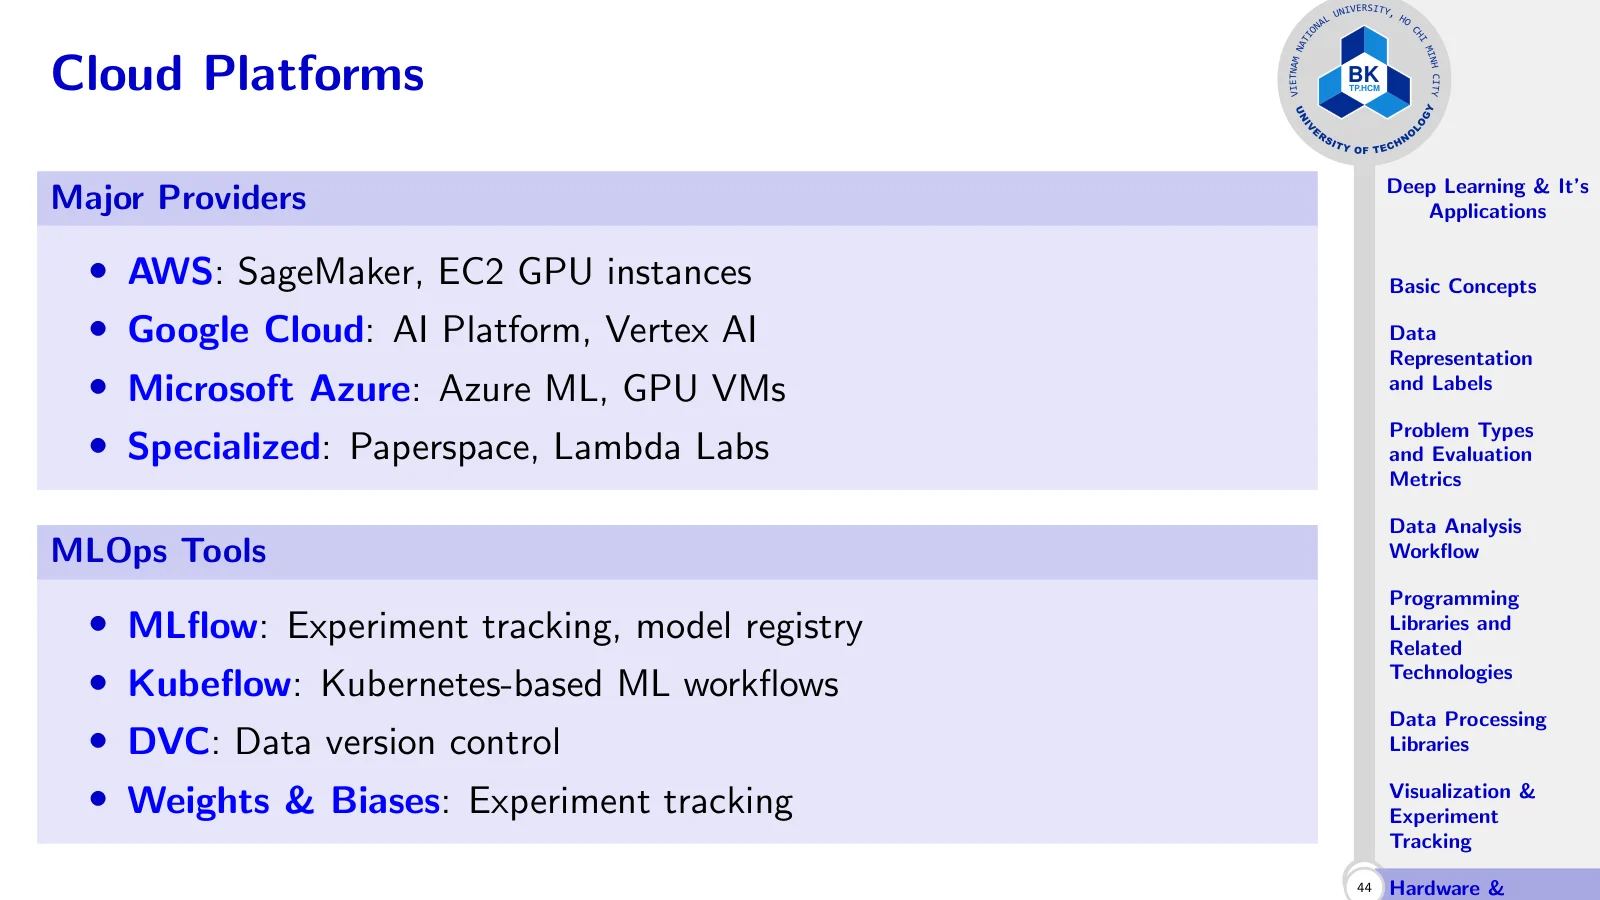 Cloud Platforms
Major Providers
• AWS: SageMaker, EC2 GPU instances
• Google Cloud: AI Platform, Vertex AI
• Microsoft Azure: Azure ML, GPU VMs
• Specialized: Paperspace, Lambda Labs
MLOps Tools
• MLflow: Experiment tracking, model registry
• Kubeflow: Kubernetes-based ML workflows
• DVC: Data version control
• Weights & Biases: Experiment tracking
VIETNAM NATIONAL UNIVERSITY, HO CHI MINH CITY
BK
TP.HCM
UNIVERSITY OF TECHNOLOGY
Deep Learning & It's
Applications
Basic Concepts
Data
Representation
and Labels
Problem Types
and Evaluation
Metrics
Data Analysis
Workflow
Programming
Libraries and
Related
Technologies
Data Processing
Libraries
Visualization &
Experiment
Tracking
44
Hardware &